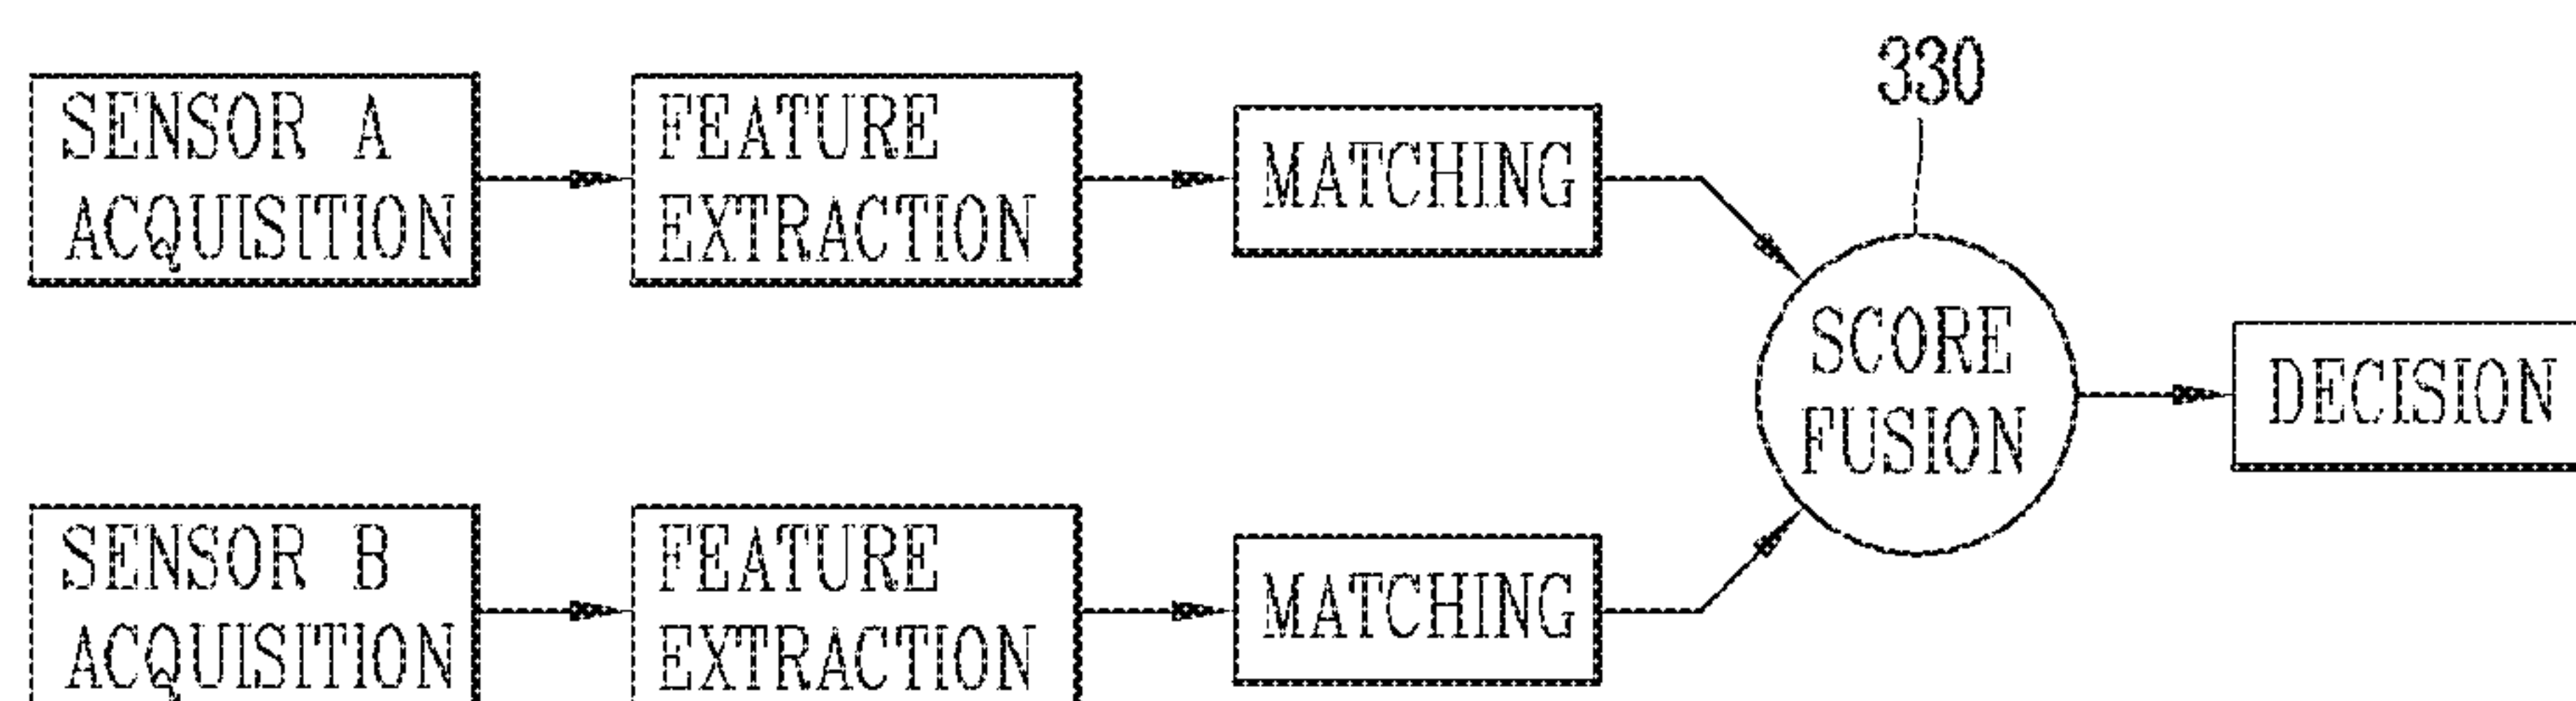 330
SENSOR A
ACQUISITION
FEATURE
EXTRACTION
MATCHING
SCORE
FUSION
DECISION
SENSOR B
ACQUISITION
FEATURE
EXTRACTION
MATCHING